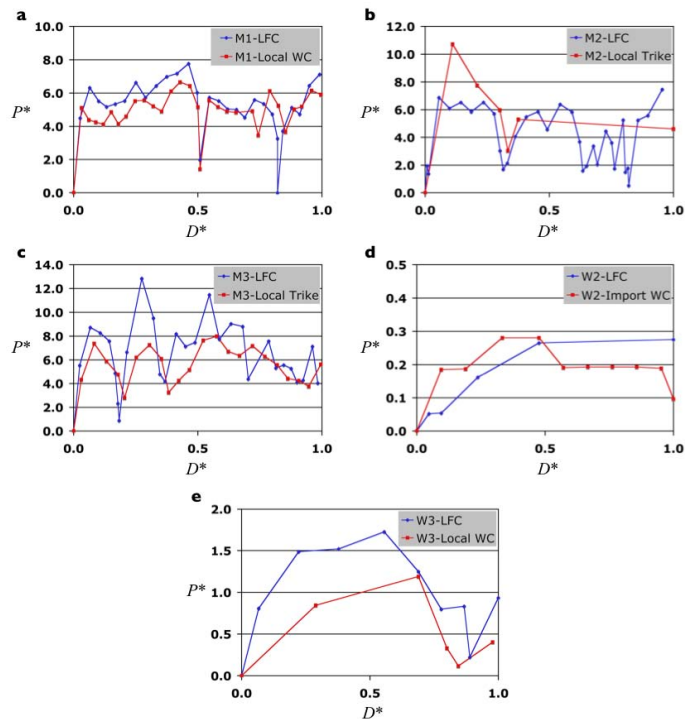 a
M1-LFC
M1-Local WC
10.0
8.0
6.0
4.0
2.0
0.0
P*
0.0 0.5 1.0
D*
b
M2-LFC
M2-Local Trike
12.0
10.0
8.0
6.0
4.0
2.0
0.0
P*
0.0 0.5 1.0
D*
c
M3-LFC
M3-Local Trike
14.0
12.0
10.0
8.0
6.0
4.0
2.0
0.0
P*
0.0 0.5 1.0
D*
d
W2-LFC
W2-Import WC
0.5
0.4
0.3
0.2
0.1
0.0
P*
0.0 0.5 1.0
D*
e
W3-LFC
W3-Local WC
2.0
1.5
1.0
0.5
0.0
P*
0.0 0.5 1.0
D*